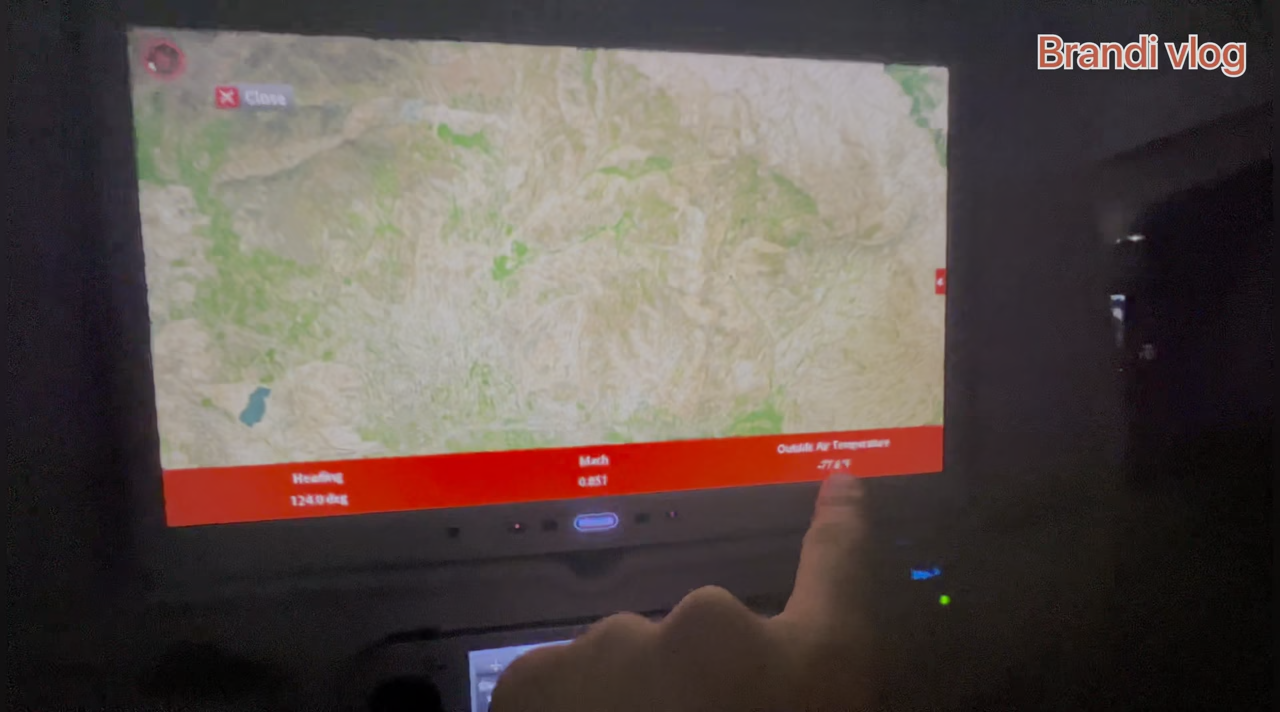 Brandi vlog
Close
Heading
124.0 deg
Mach
0.851
Outside Air Temperature